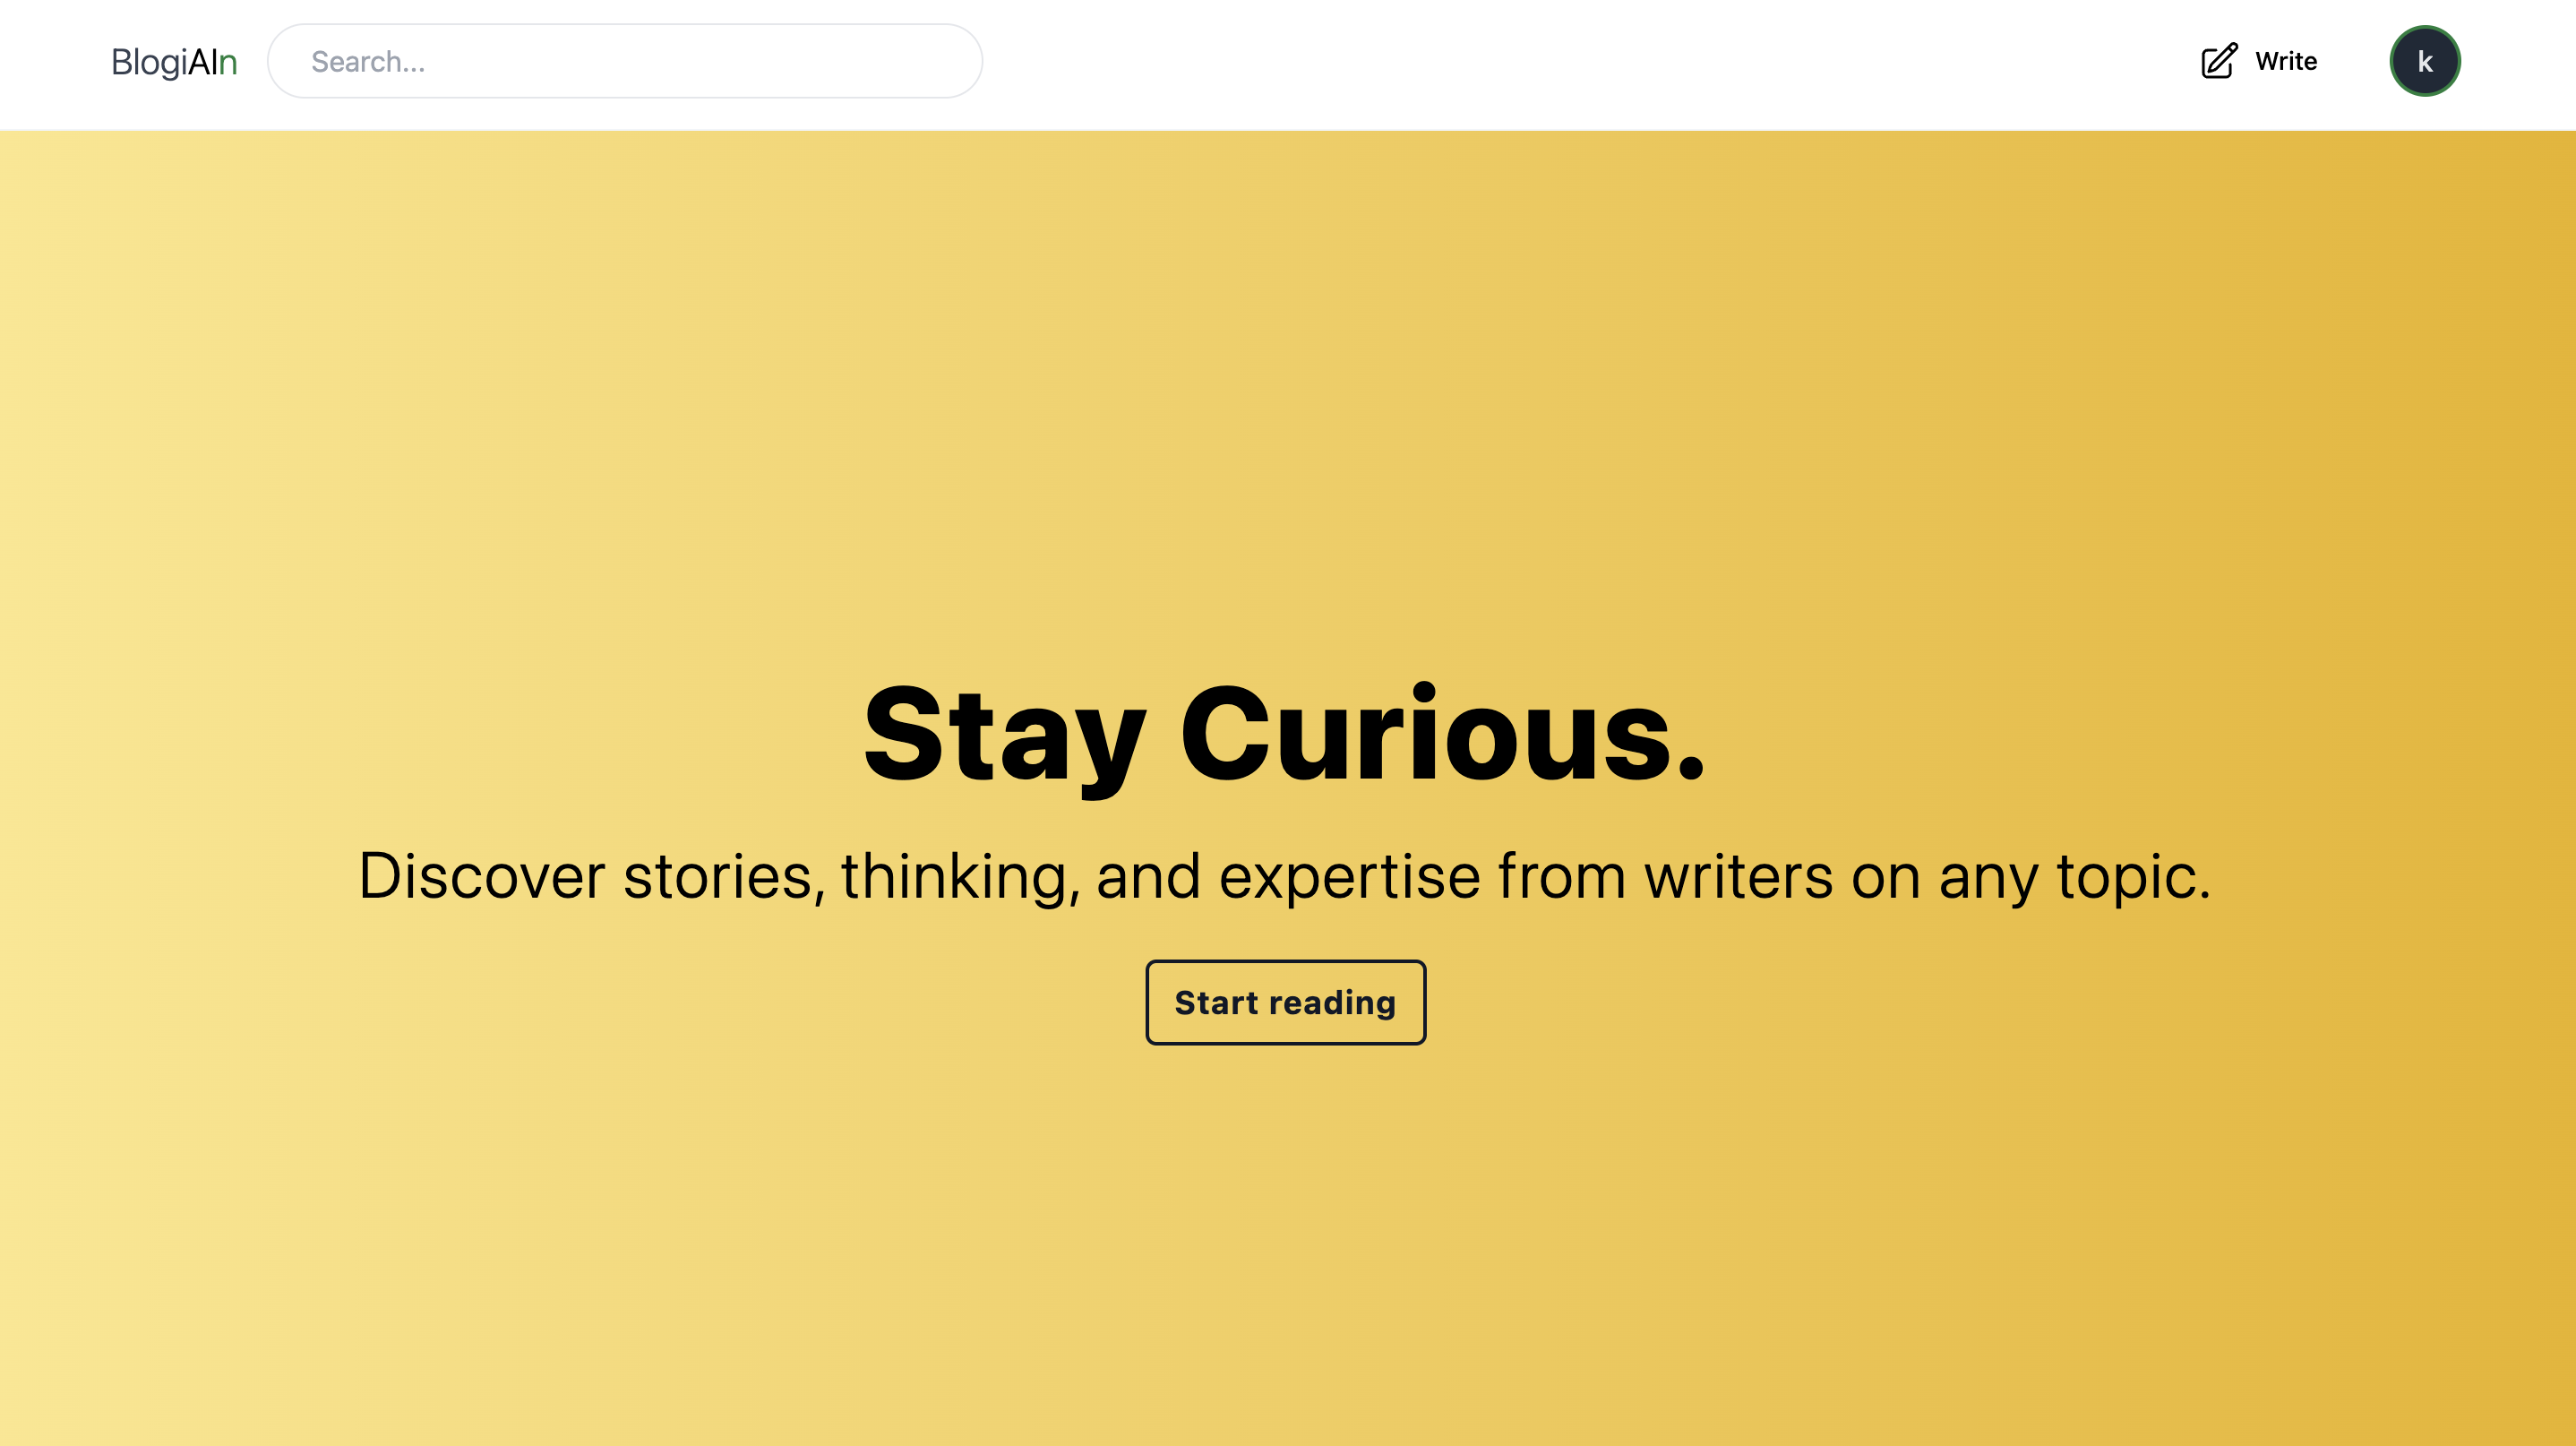 BlogiAIn
Search...
Write
k
Stay Curious.
Discover stories, thinking, and expertise from writers on any topic.
Start reading